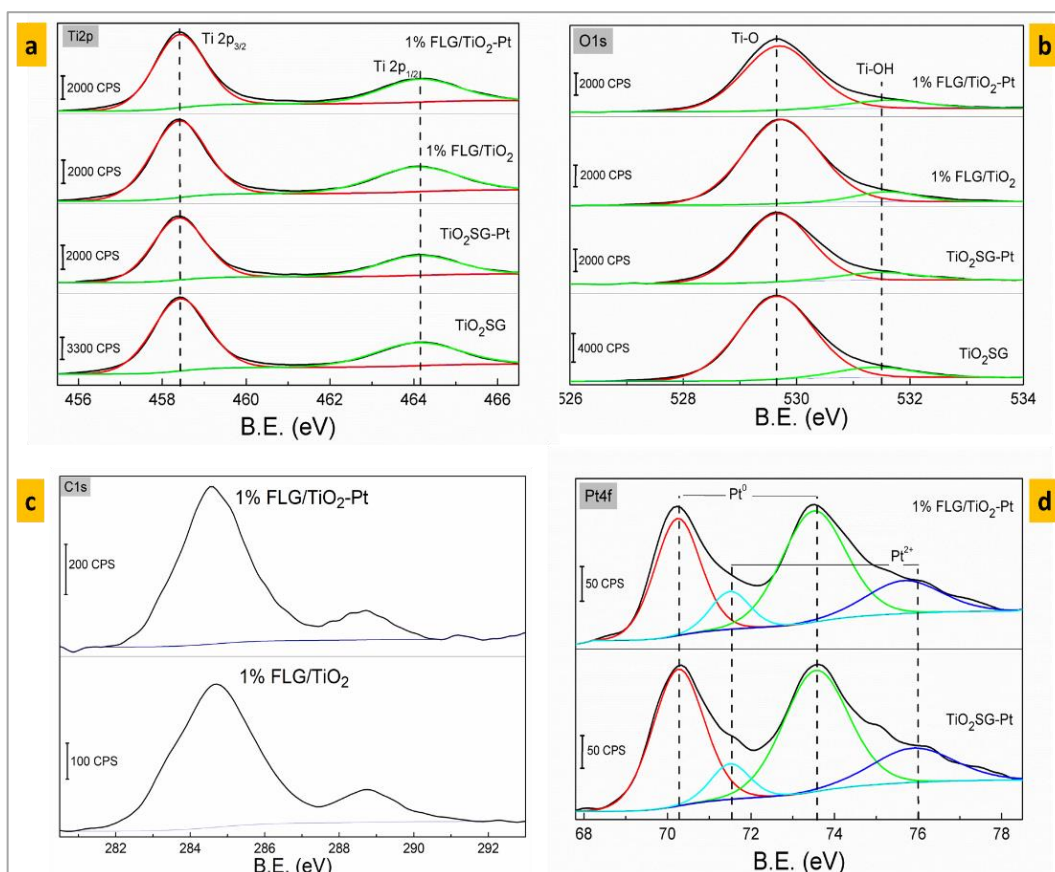 a
Ti2p
Ti 2p3/2
1% FLG/TiO2-Pt
Ti 2p1/2
2000 CPS
1% FLG/TiO2
2000 CPS
TiO2SG-Pt
2000 CPS
TiO2SG
3300 CPS
456 458 460 462 464 466
B.E. (eV)
b
O1s
Ti-O
Ti-OH
1% FLG/TiO2-Pt
2000 CPS
1% FLG/TiO2
2000 CPS
TiO2SG-Pt
2000 CPS
TiO2SG
4000 CPS
526 528 530 532 534
B.E. (eV)
c
C1s
1% FLG/TiO2-Pt
200 CPS
1% FLG/TiO2
100 CPS
282 284 286 288 290 292
B.E. (eV)
d
Pt4f
Pt0
1% FLG/TiO2-Pt
Pt2+
50 CPS
TiO2SG-Pt
50 CPS
68 70 72 74 76 78
B.E. (eV)